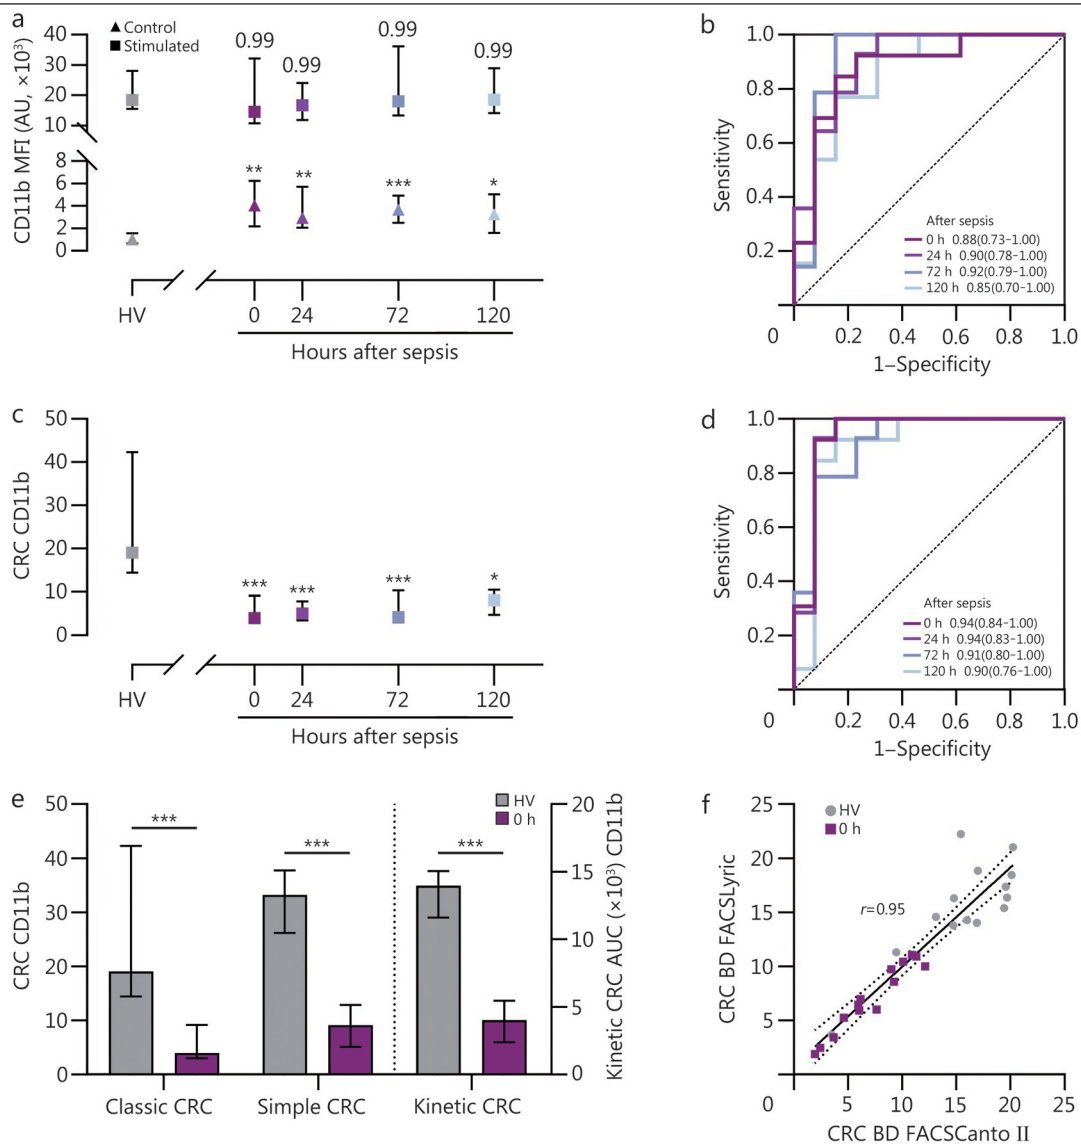 a
CD11b MFI (AU, ×10³)
Control
Stimulated
40
30
20
10
8
6
4
2
0
0.99
0.99
0.99
0.99
**
**
***
*
HV
0
24
72
120
Hours after sepsis
b
Sensitivity
1.0
0.8
0.6
0.4
0.2
After sepsis
0 h 0.88(0.73–1.00)
24 h 0.90(0.78–1.00)
72 h 0.92(0.79–1.00)
120 h 0.85(0.70–1.00)
0
0.2
0.4
0.6
0.8
1.0
1–Specificity
c
CRC CD11b
50
40
30
20
10
0
***
***
***
*
HV
0
24
72
120
Hours after sepsis
d
Sensitivity
1.0
0.8
0.6
0.4
0.2
After sepsis
0 h 0.94(0.84–1.00)
24 h 0.94(0.83–1.00)
72 h 0.91(0.80–1.00)
120 h 0.90(0.76–1.00)
0
0.2
0.4
0.6
0.8
1.0
1–Specificity
e
CRC CD11b
50
40
30
20
10
0
***
***
***
HV
0 h
20
15
10
5
0
Kinetic CRC AUC (×10³) CD11b
Classic CRC
Simple CRC
Kinetic CRC
f
CRC BD FACSLyric
25
20
15
10
5
HV
0 h
r=0.95
0
5
10
15
20
25
CRC BD FACSCanto II